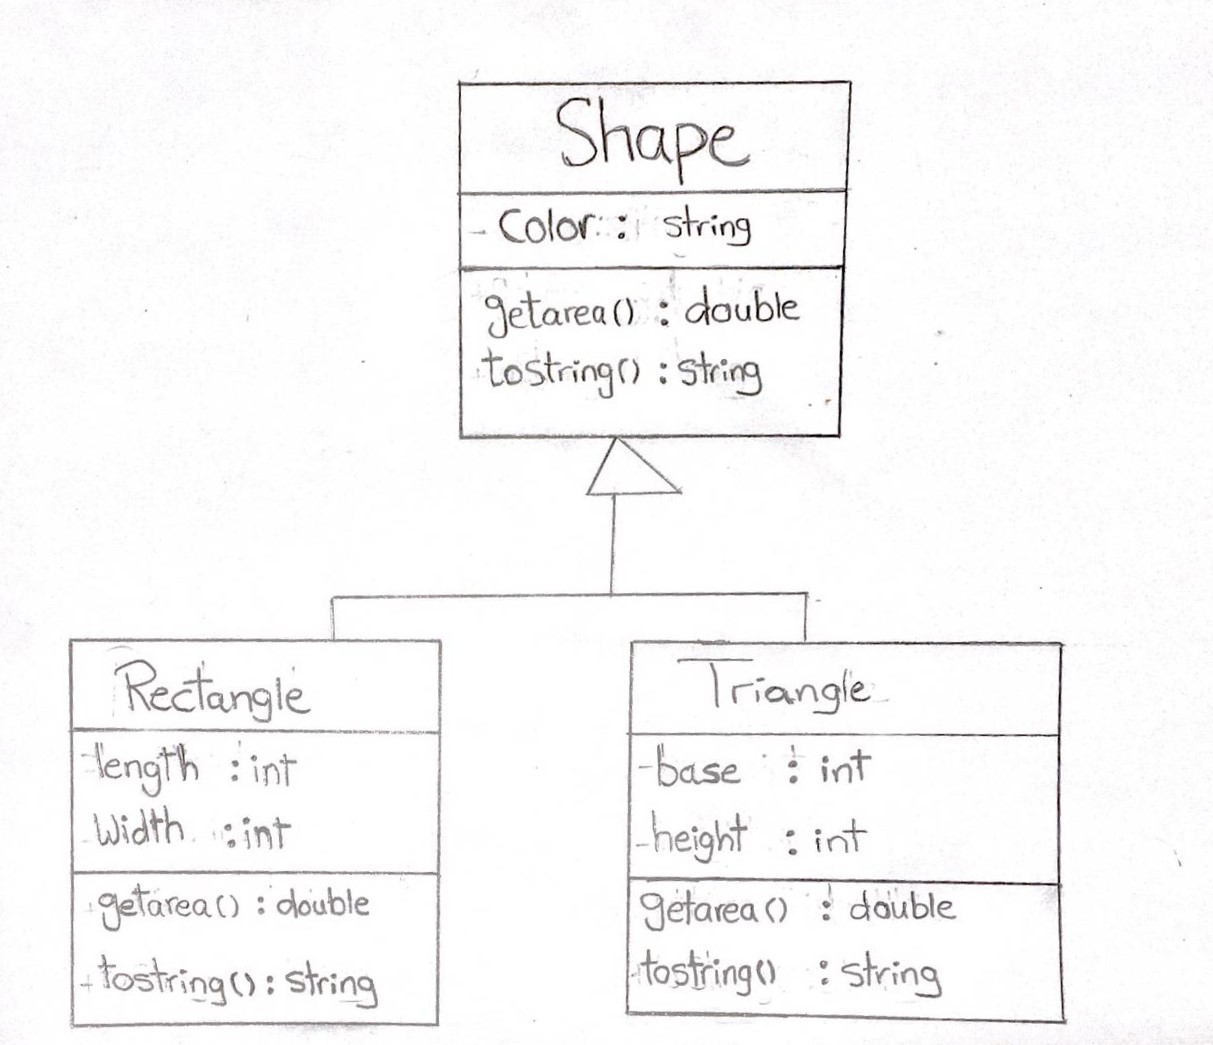 Shape
- Color : string
getarea() : double
tostring() : string
Rectangle
-length : int
-Width : int
getarea() : double
+tostring() : string
Triangle
-base : int
-height : int
getarea() : double
tostring() : string